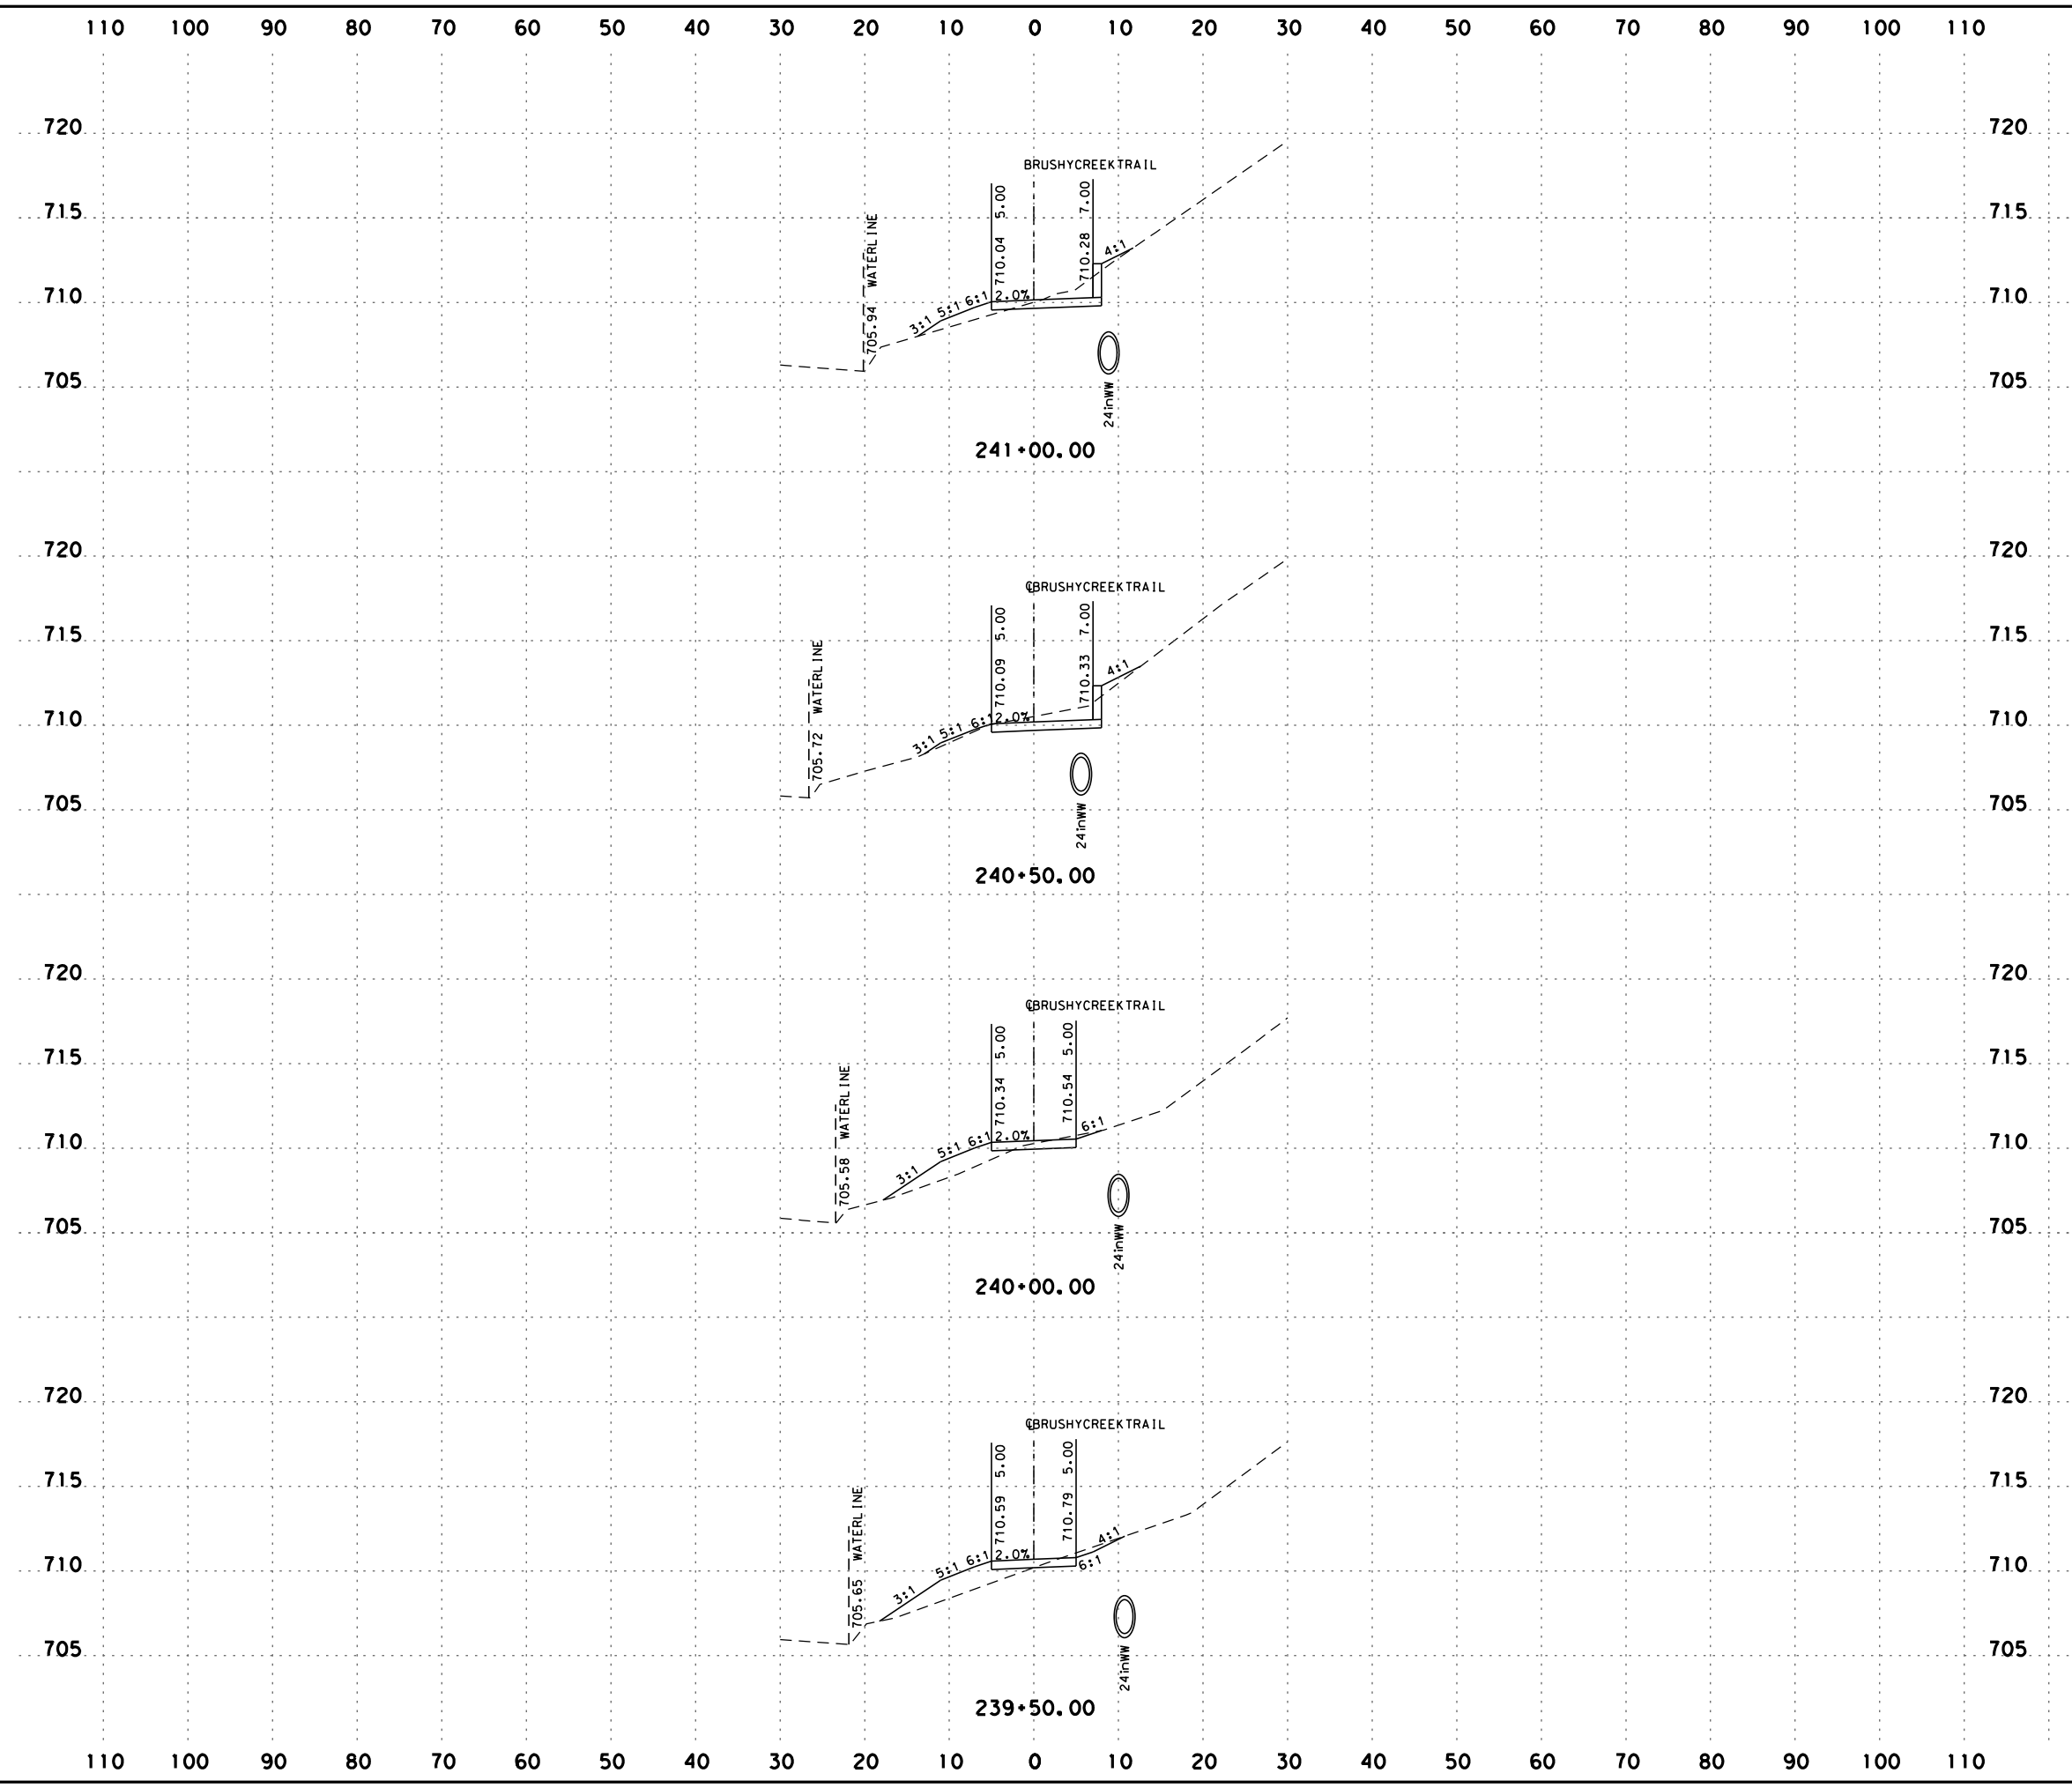 110 100 90 80 70 60 50 40 30 20 10 0 10 20 30 40 50 60 70 80 90 100 110
720 720
BRUSHYCREEKTRAIL
5.00
7.00
715 715
WATERLINE
710.04
710.28
4:1
710 710
3:1 5:1 6:1 2.0%
705.94
705 705
24inWW
241+00.00
720 720
℄BRUSHYCREEKTRAIL
5.00
7.00
715 715
WATERLINE
710.09
710.33
4:1
710 710
3:1 5:1 6:1 2.0%
705.72
705 705
24inWW
240+50.00
720 720
℄BRUSHYCREEKTRAIL
5.00
5.00
715 715
WATERLINE
710.34
710.54
6:1
710 710
3:1 5:1 6:1 2.0%
705.58
705 705
24inWW
240+00.00
720 720
℄BRUSHYCREEKTRAIL
5.00
5.00
715 715
WATERLINE
710.59
710.79
4:1
710 710
3:1 5:1 6:1 2.0%
6:1
705.65
705 705
24inWW
239+50.00
110 100 90 80 70 60 50 40 30 20 10 0 10 20 30 40 50 60 70 80 90 100 110